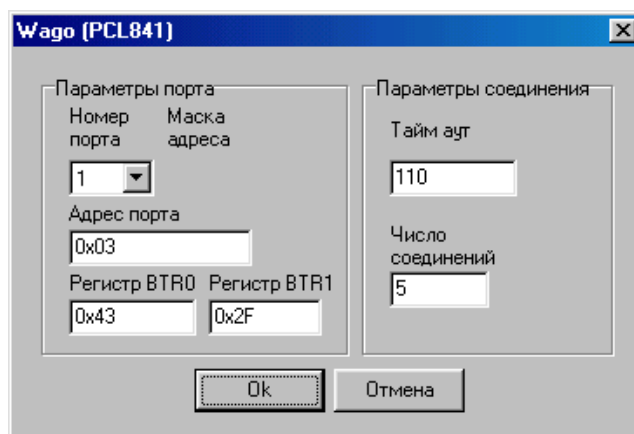 Wago (PCL841)
Параметры порта
Номер порта
Маска адреса
1
Адрес порта
0x03
Регистр BTR0 Регистр BTR1
0x43 0x2F
Параметры соединения
Тайм аут
110
Число
соединений
5
Ok Отмена